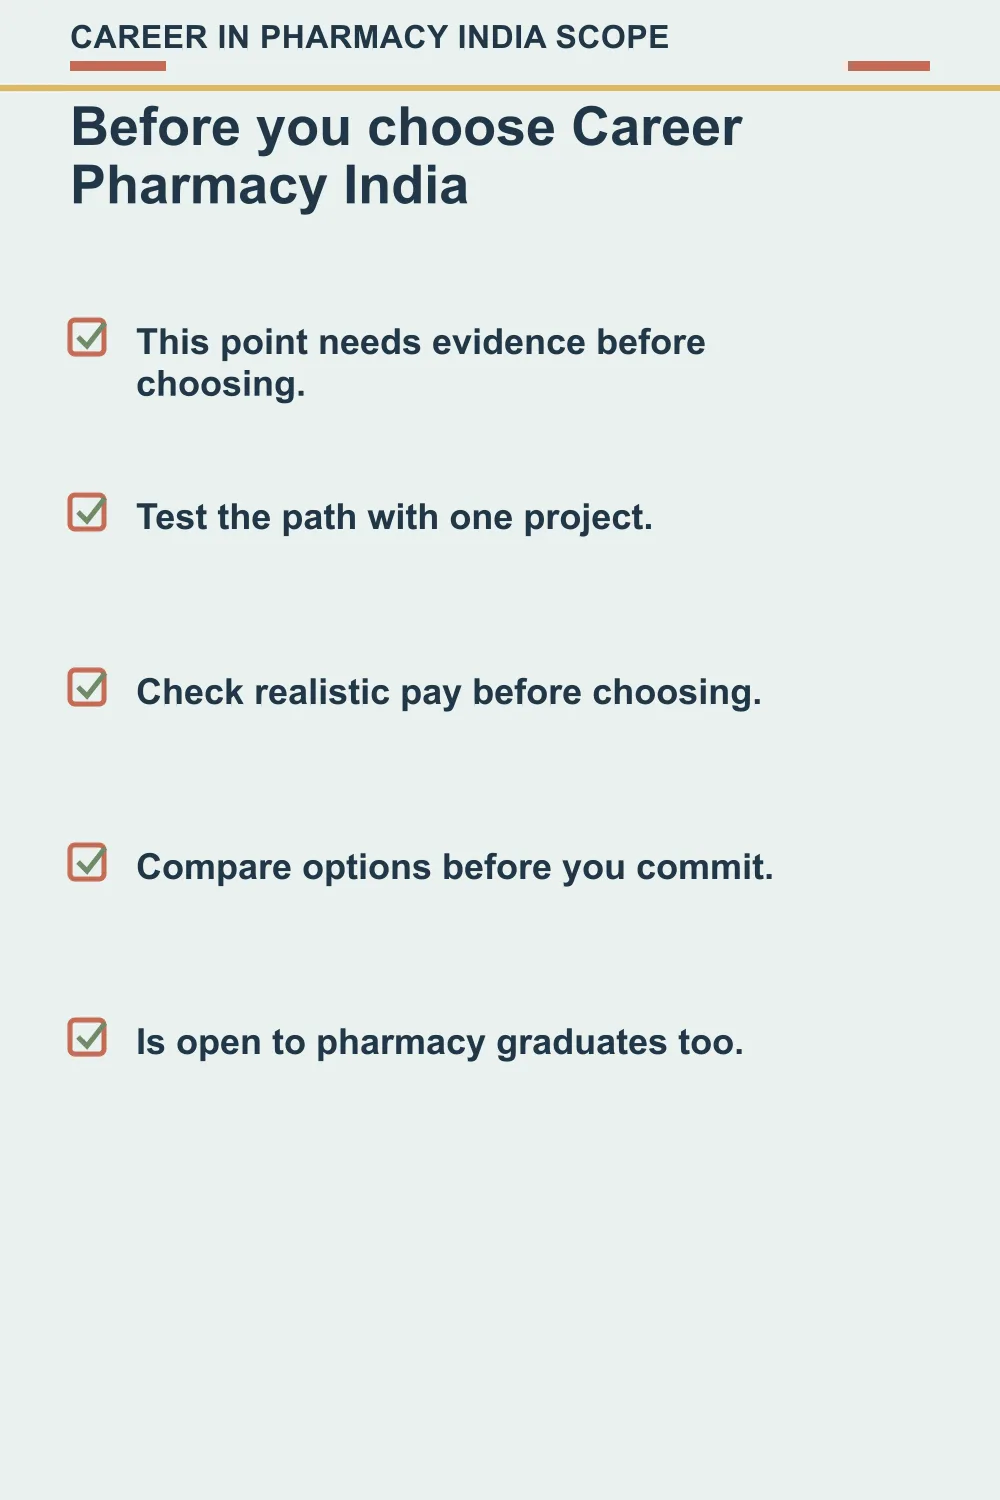 CAREER IN PHARMACY INDIA SCOPE
Before you choose Career
Pharmacy India
This point needs evidence before
choosing.
Test the path with one project.
Check realistic pay before choosing.
Compare options before you commit.
Is open to pharmacy graduates too.